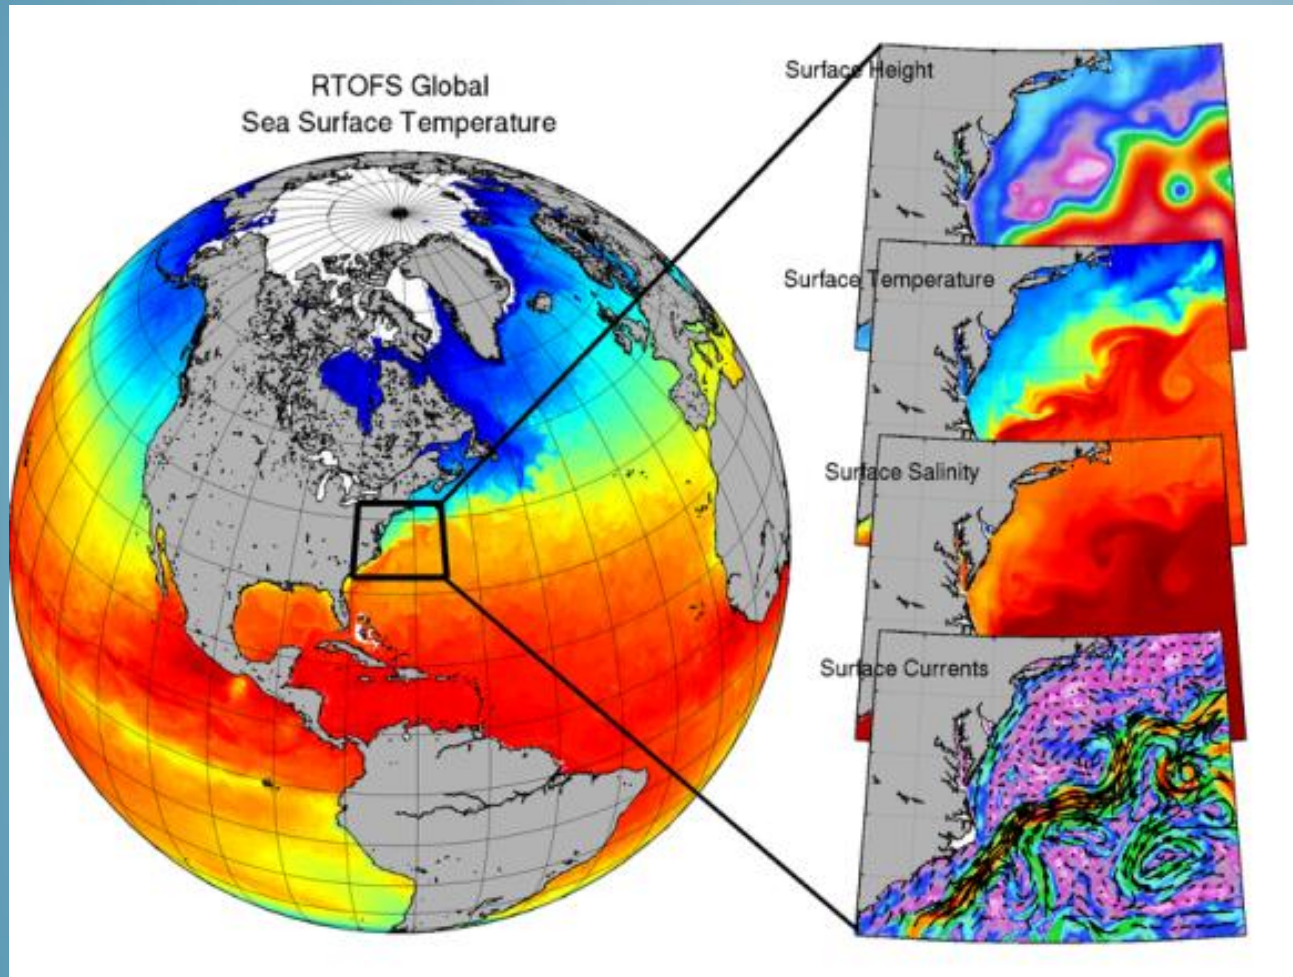 RTOFS Global
Sea Surface Temperature
Surface Height
Surface Temperature
Surface Salinity
Surface Currents